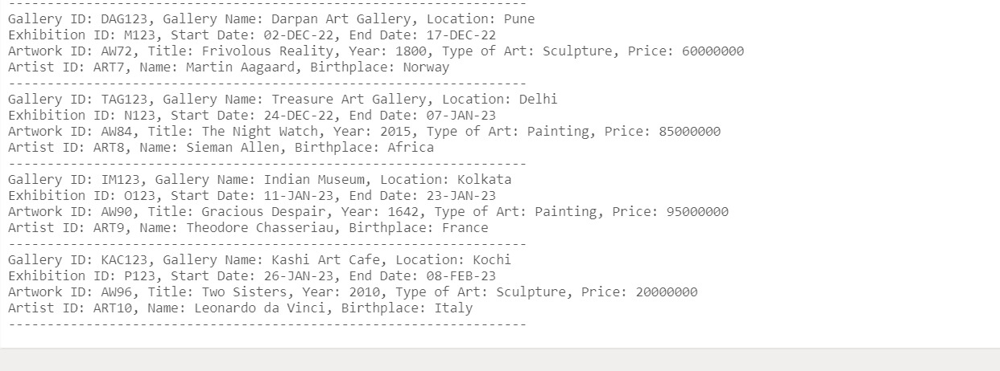 --------------------------------------------------------------------
Gallery ID: DAG123, Gallery Name: Darpan Art Gallery, Location: Pune
Exhibition ID: M123, Start Date: 02-DEC-22, End Date: 17-DEC-22
Artwork ID: AW72, Title: Frivolous Reality, Year: 1800, Type of Art: Sculpture, Price: 60000000
Artist ID: ART7, Name: Martin Aagaard, Birthplace: Norway
--------------------------------------------------------------------
Gallery ID: TAG123, Gallery Name: Treasure Art Gallery, Location: Delhi
Exhibition ID: N123, Start Date: 24-DEC-22, End Date: 07-JAN-23
Artwork ID: AW84, Title: The Night Watch, Year: 2015, Type of Art: Painting, Price: 85000000
Artist ID: ART8, Name: Sieman Allen, Birthplace: Africa
--------------------------------------------------------------------
Gallery ID: IM123, Gallery Name: Indian Museum, Location: Kolkata
Exhibition ID: O123, Start Date: 11-JAN-23, End Date: 23-JAN-23
Artwork ID: AW90, Title: Gracious Despair, Year: 1642, Type of Art: Painting, Price: 95000000
Artist ID: ART9, Name: Theodore Chasseriau, Birthplace: France
--------------------------------------------------------------------
Gallery ID: KAC123, Gallery Name: Kashi Art Cafe, Location: Kochi
Exhibition ID: P123, Start Date: 26-JAN-23, End Date: 08-FEB-23
Artwork ID: AW96, Title: Two Sisters, Year: 2010, Type of Art: Sculpture, Price: 20000000
Artist ID: ART10, Name: Leonardo da Vinci, Birthplace: Italy
--------------------------------------------------------------------